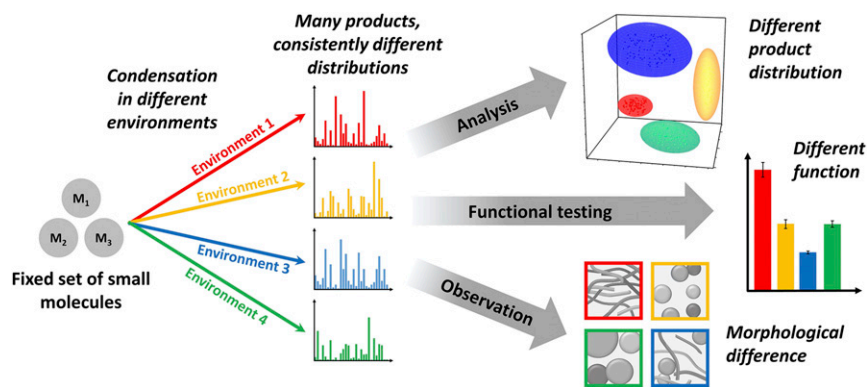 Many products,
consistently different
distributions
Condensation
in different
environments
Environment 1
Environment 2
Environment 3
Environment 4
M1
M2
M3
Fixed set of small
molecules
Analysis
Functional testing
Observation
Different
product
distribution
Different
function
Morphological
difference